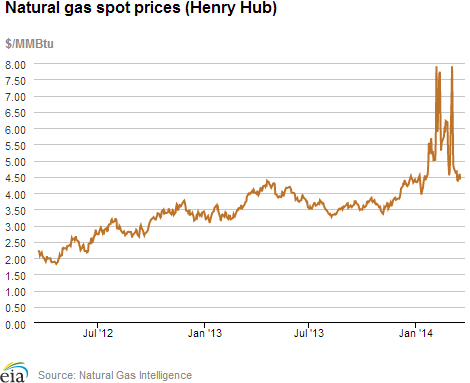 Natural gas spot prices (Henry Hub)
$/MMBtu
8.00
7.50
7.00
6.50
6.00
5.50
5.00
4.50
4.00
3.50
3.00
2.50
2.00
1.50
1.00
0.50
0.00
Jul '12
Jan '13
Jul '13
Jan '14
eia
Source: Natural Gas Intelligence